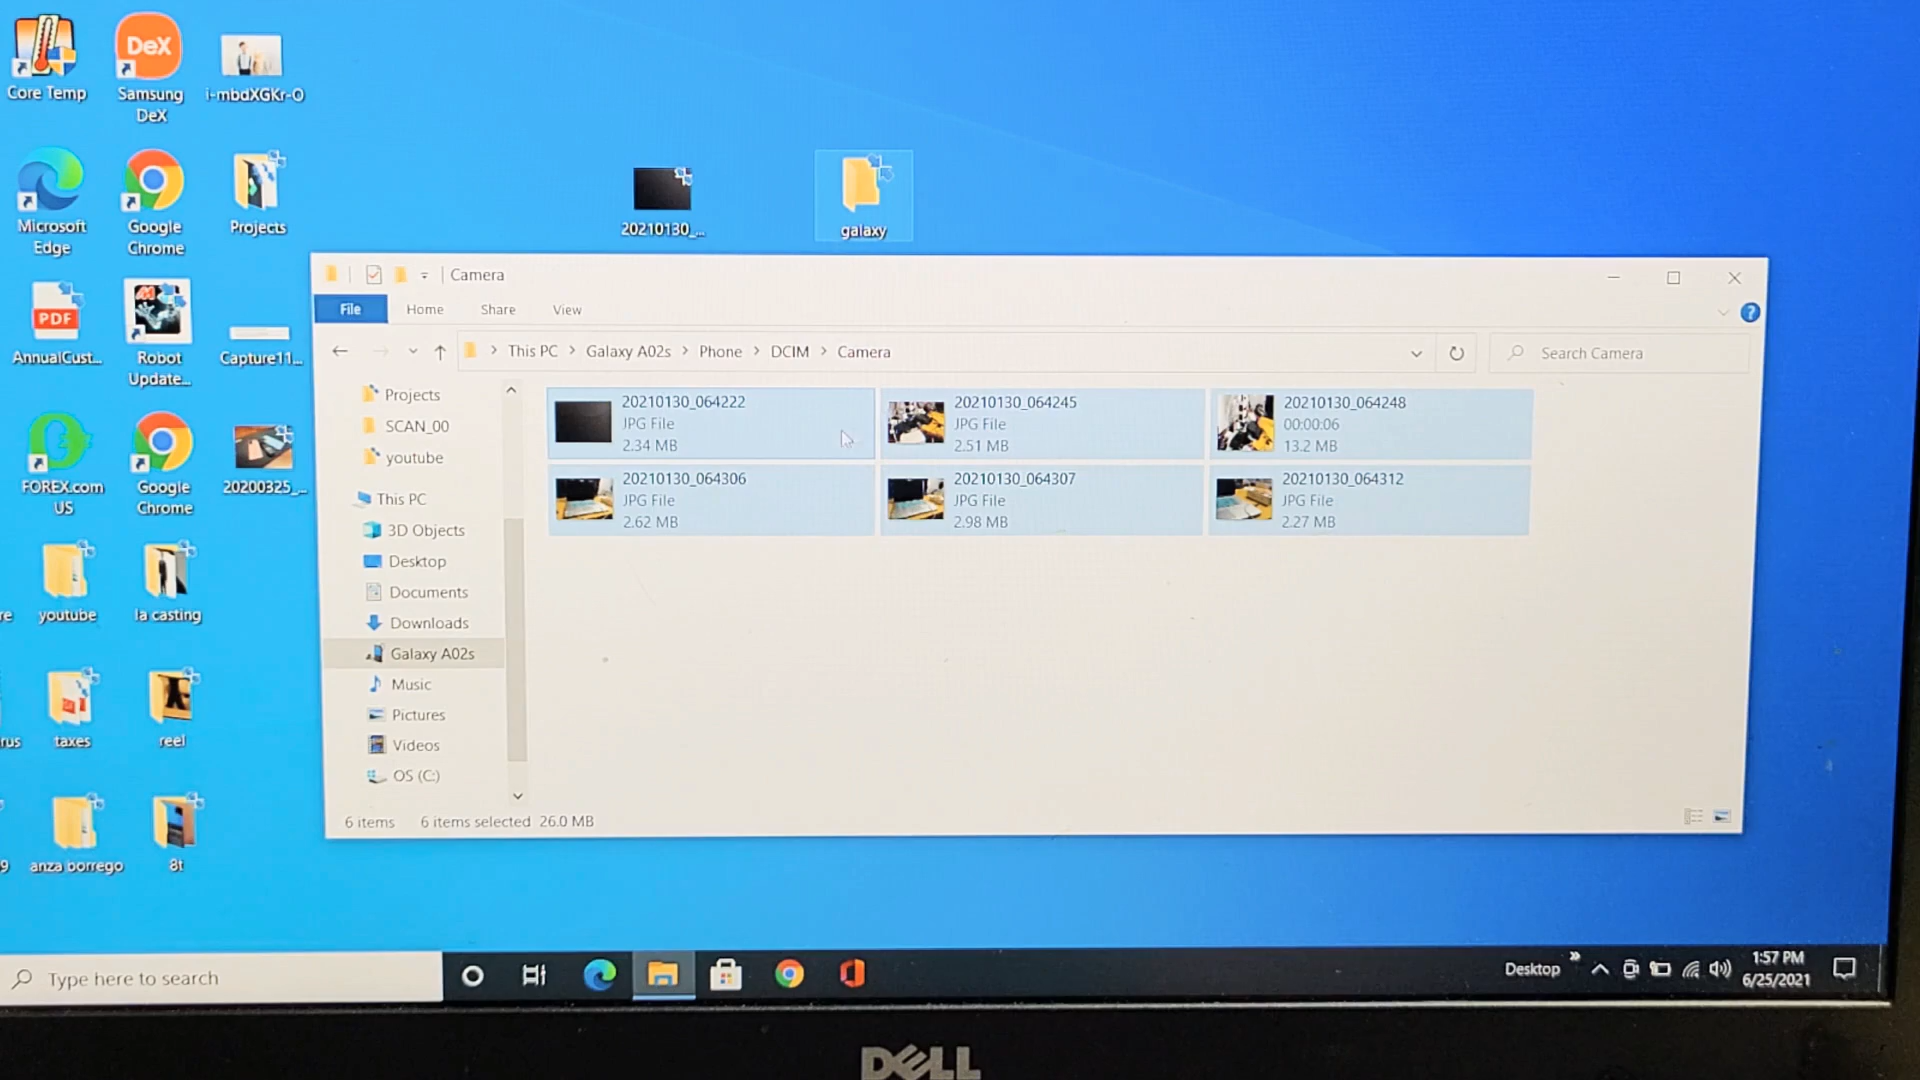 Core Temp
DeX
Samsung
DeX
i-mbdXGKr-O
Microsoft
Edge
Google
Chrome
Projects
20210130_...
galaxy
PDF
AnnualCust...
Robot
Update...
Capture11...
FOREX.com
US
Google
Chrome
20200325_...
re
youtube
la casting
rus
taxes
reel
9
anza borrego
8t
Camera
File
Home
Share
View
?
This PC
Galaxy A02s
Phone
DCIM
Camera
Search Camera
Projects
SCAN_00
youtube
This PC
3D Objects
Desktop
Documents
Downloads
Galaxy A02s
Music
Pictures
Videos
OS (C:)
20210130_064222
JPG File
2.34 MB
20210130_064245
JPG File
2.51 MB
20210130_064248
00:00:06
13.2 MB
20210130_064306
JPG File
2.62 MB
20210130_064307
JPG File
2.98 MB
20210130_064312
JPG File
2.27 MB
6 items
6 items selected 26.0 MB
Type here to search
Desktop
1:57 PM
6/25/2021
DELL